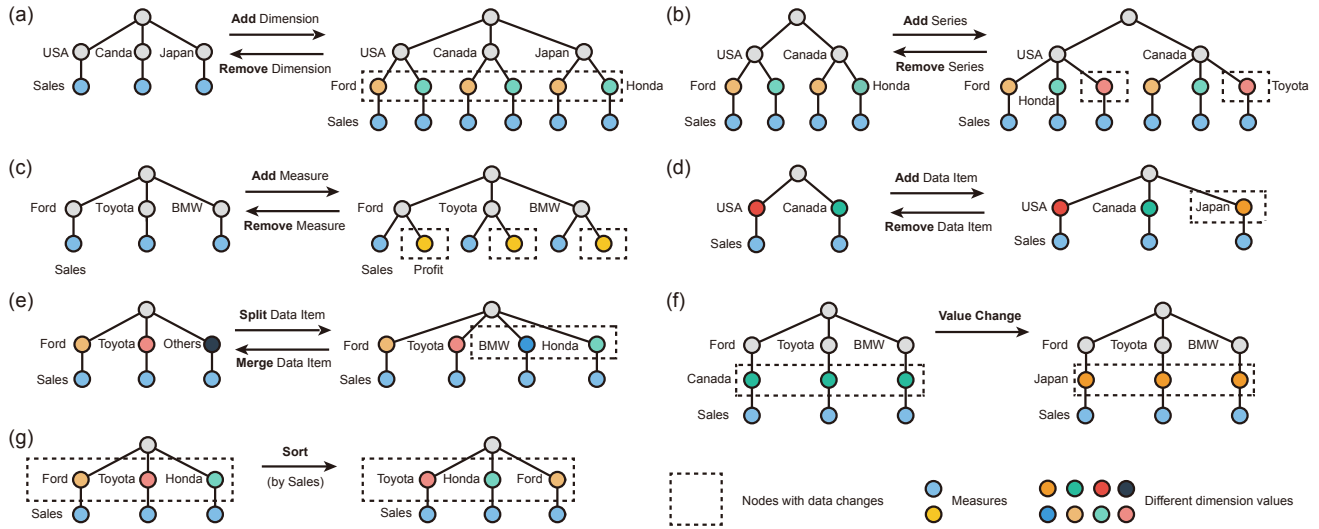 (a)
Add Dimension
Remove Dimension
USA
Canda
Japan
Sales
USA
Canada
Japan
Ford
Honda
Sales
(b)
Add Series
Remove Series
USA
Canada
Ford
Honda
Sales
USA
Canada
Ford
Honda
Toyota
Sales
(c)
Add Measure
Remove Measure
Ford
Toyota
BMW
Sales
Ford
Toyota
BMW
Sales
Profit
(d)
Add Data Item
Remove Data Item
USA
Canada
Sales
USA
Canada
Japan
Sales
(e)
Split Data Item
Merge Data Item
Ford
Toyota
Others
Sales
Ford
Toyota
BMW
Honda
Sales
(f)
Value Change
Ford
Toyota
BMW
Canada
Sales
Ford
Toyota
BMW
Japan
Sales
(g)
Sort
(by Sales)
Ford
Toyota
Honda
Sales
Toyota
Honda
Ford
Sales
Nodes with data changes
Measures
Different dimension values